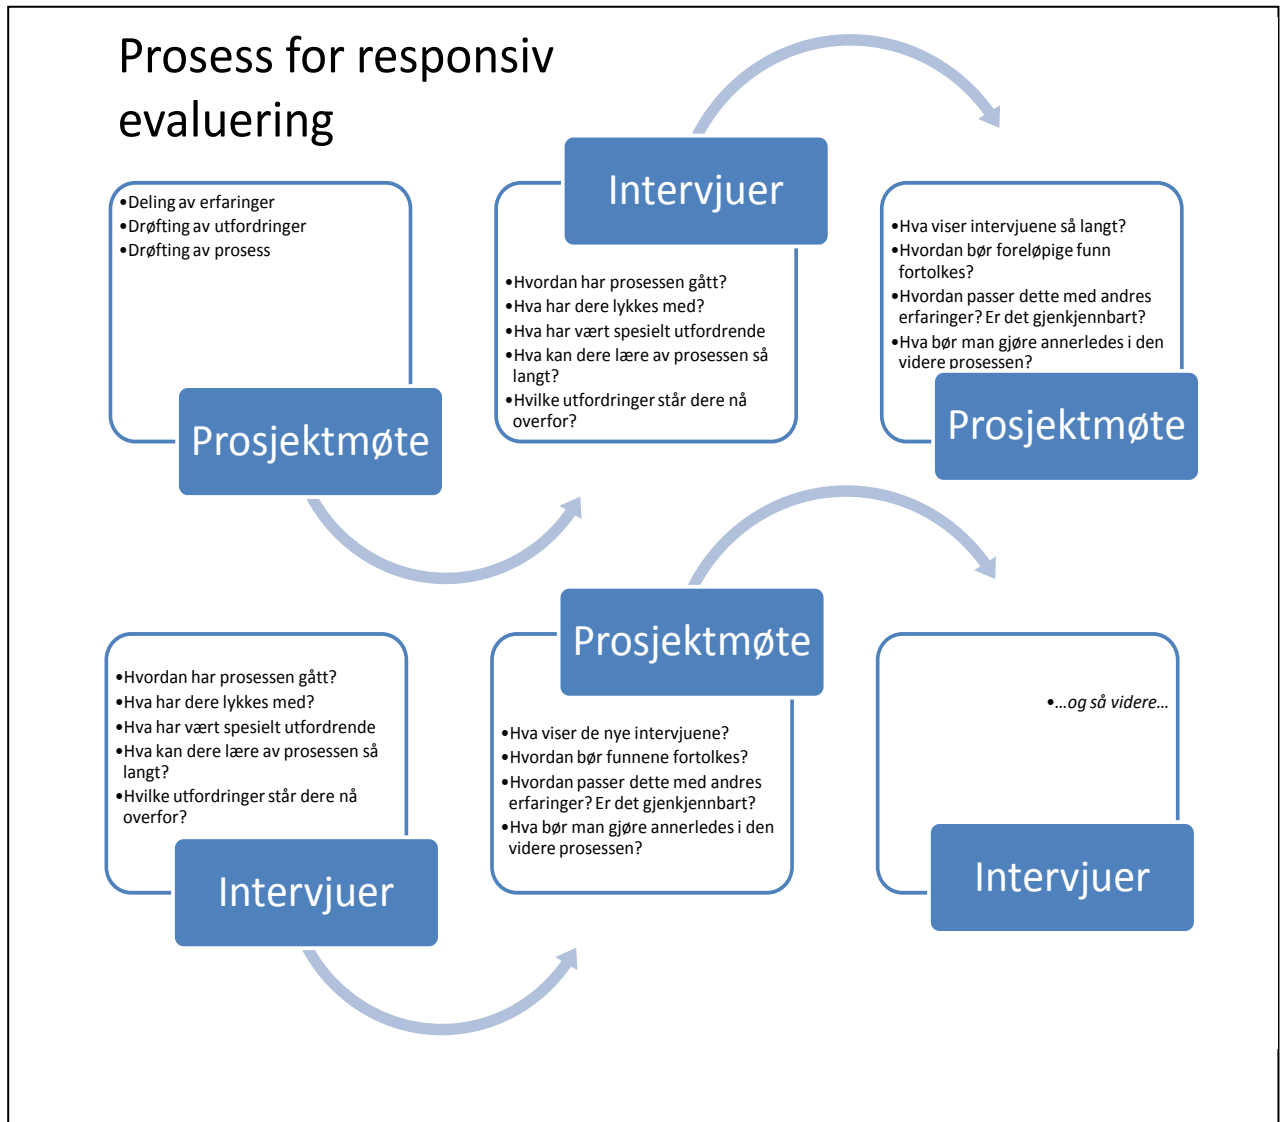 Prosess for responsiv
evaluering
•Deling av erfaringer
•Drøfting av utfordringer
•Drøfting av prosess
Prosjektmøte
Intervjuer
•Hvordan har prosessen gått?
•Hva har dere lykkes med?
•Hva har vært spesielt utfordrende
•Hva kan dere lære av prosessen så
langt?
•Hvilke utfordringer står dere nå
overfor?
•Hva viser intervjuene så langt?
•Hvordan bør foreløpige funn
fortolkes?
•Hvordan passer dette med andres
erfaringer? Er det gjenkjennbart?
•Hva bør man gjøre annerledes i den
videre prosessen?
Prosjektmøte
•Hvordan har prosessen gått?
•Hva har dere lykkes med?
•Hva har vært spesielt utfordrende
•Hva kan dere lære av prosessen så
langt?
•Hvilke utfordringer står dere nå
overfor?
Intervjuer
Prosjektmøte
•Hva viser de nye intervjuene?
•Hvordan bør funnene fortolkes?
•Hvordan passer dette med andres
erfaringer? Er det gjenkjennbart?
•Hva bør man gjøre annerledes i den
videre prosessen?
•...og så videre...
Intervjuer